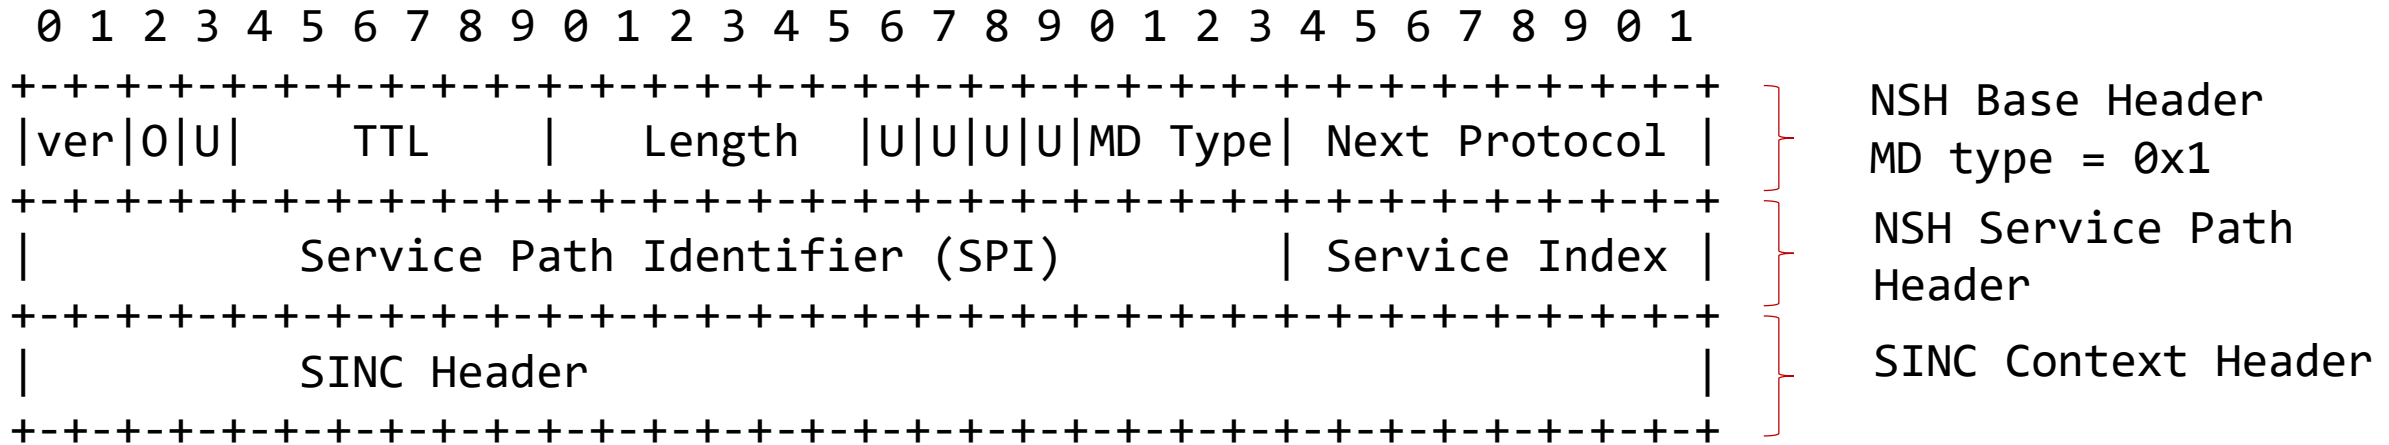 0 1 2 3 4 5 6 7 8 9 0 1 2 3 4 5 6 7 8 9 0 1 2 3 4 5 6 7 8 9 0 1
+-+-+-+-+-+-+-+-+-+-+-+-+-+-+-+-+-+-+-+-+-+-+-+-+-+-+-+-+-+-+-+-+
|ver|O|U|    TTL    |   Length  |U|U|U|U|MD Type| Next Protocol |
+-+-+-+-+-+-+-+-+-+-+-+-+-+-+-+-+-+-+-+-+-+-+-+-+-+-+-+-+-+-+-+-+
|          Service Path Identifier (SPI)        | Service Index |
+-+-+-+-+-+-+-+-+-+-+-+-+-+-+-+-+-+-+-+-+-+-+-+-+-+-+-+-+-+-+-+-+
|          SINC Header                                          |
+-+-+-+-+-+-+-+-+-+-+-+-+-+-+-+-+-+-+-+-+-+-+-+-+-+-+-+-+-+-+-+-+
NSH Base Header
MD type = 0x1
NSH Service Path
Header
SINC Context Header